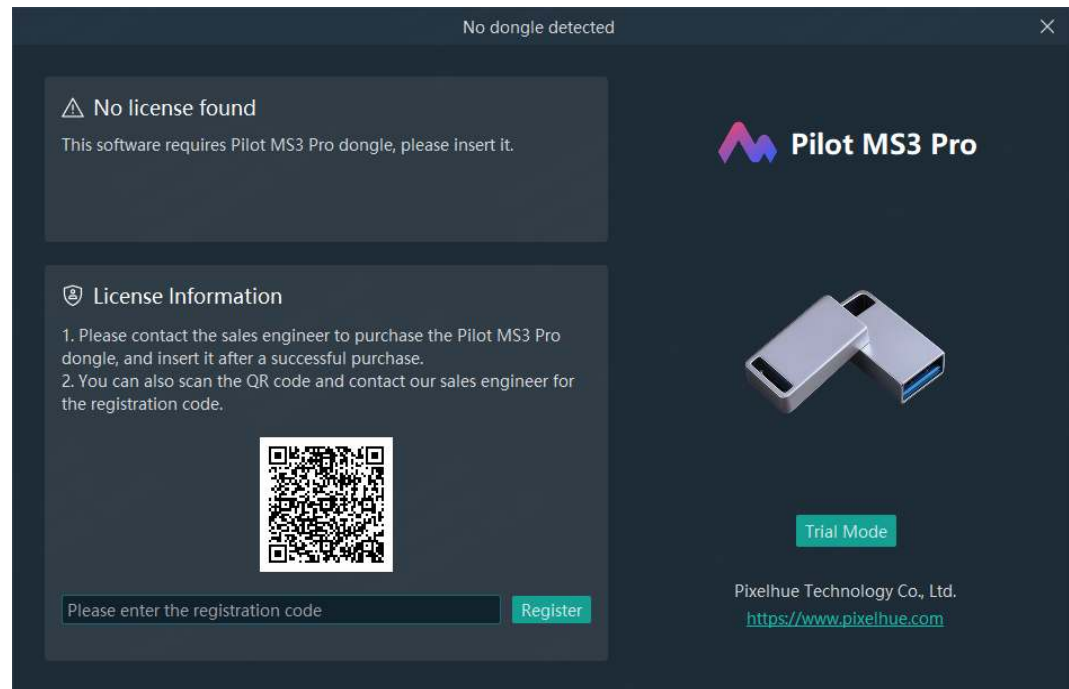 No dongle detected
No license found
This software requires Pilot MS3 Pro dongle, please insert it.
License Information
1. Please contact the sales engineer to purchase the Pilot MS3 Pro
dongle, and insert it after a successful purchase.
2. You can also scan the QR code and contact our sales engineer for
the registration code.
Please enter the registration code
Register
Pilot MS3 Pro
Trial Mode
Pixelhue Technology Co., Ltd.
https://www.pixelhue.com